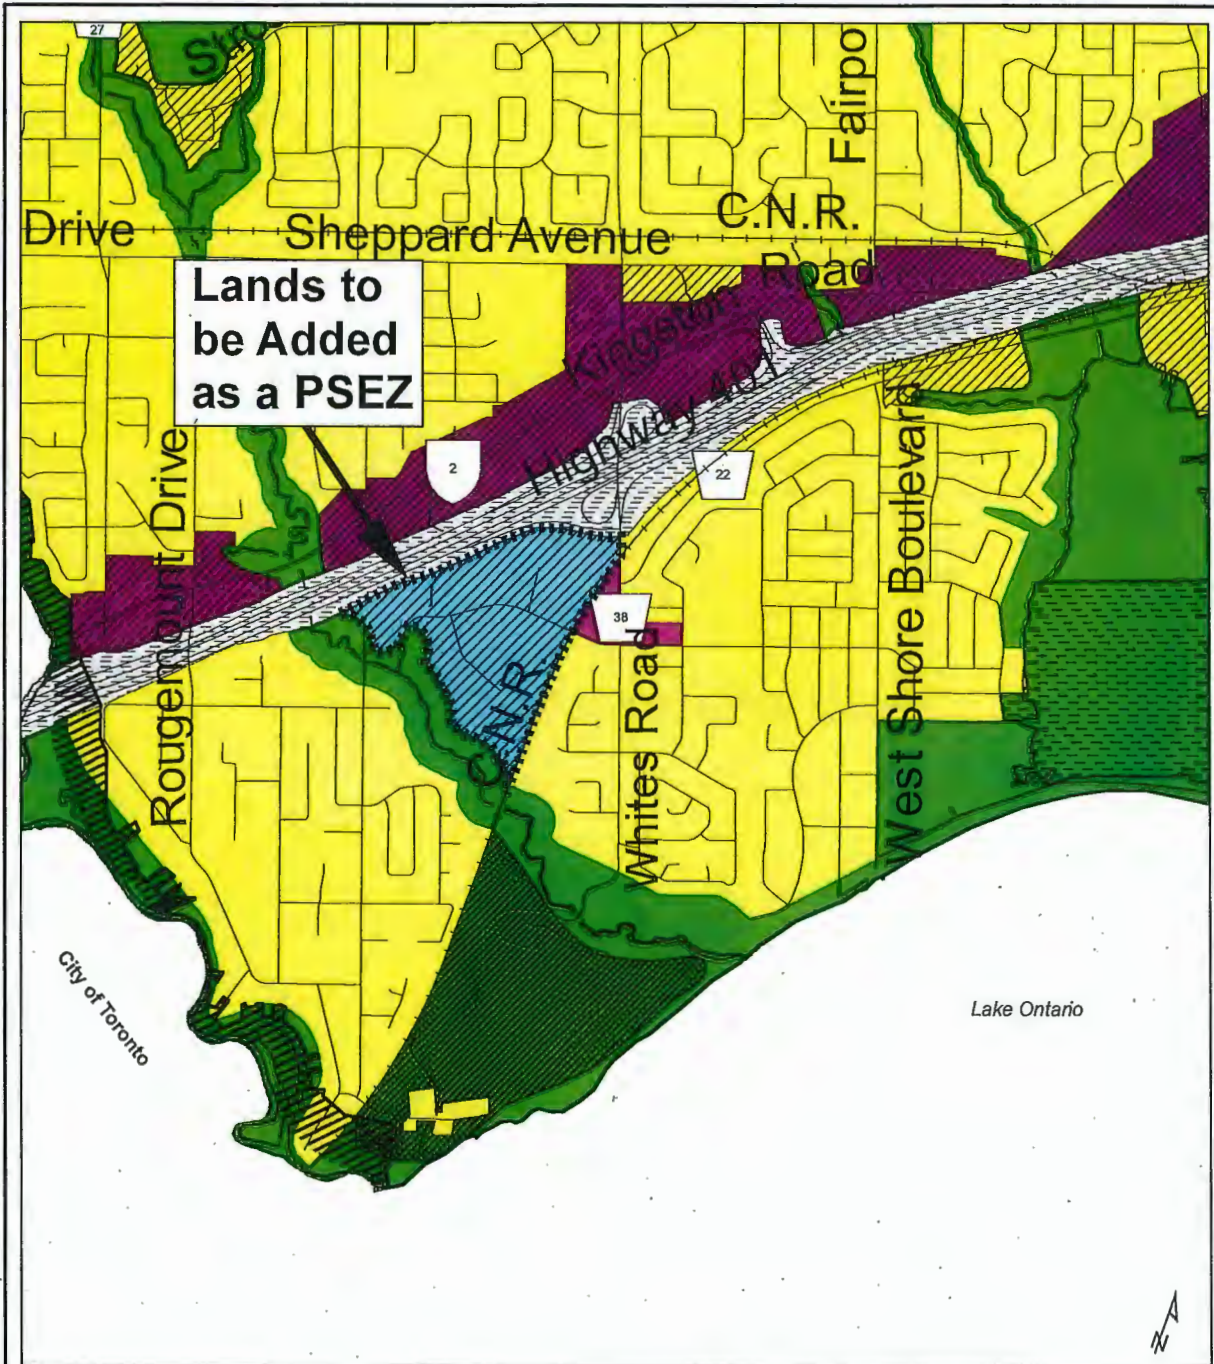 27
Fairpo
C.N.R.
Drive
Sheppard Avenue
Road
Lands to
be Added
as a PSEZ
Kingston
Highway 401
2
22
Rougemount Drive
West Shore Boulevard
38
C.N.R.
Whites Road
City of Toronto
Lake Ontario
N